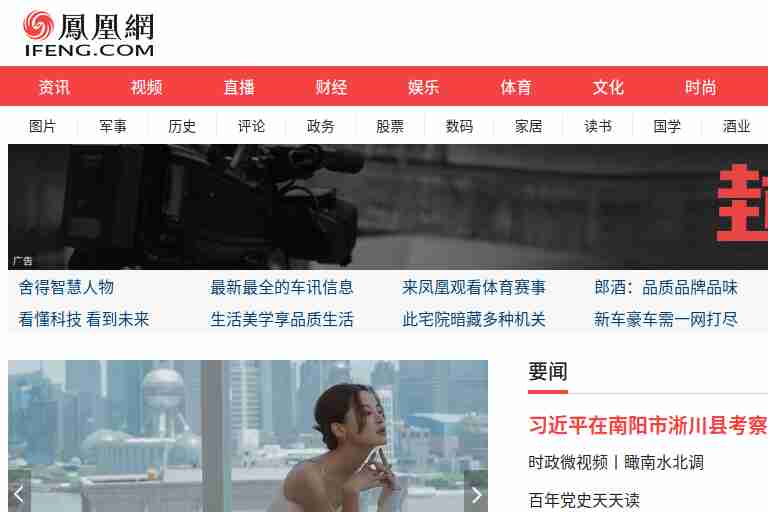 鳳凰網
IFENG.COM
资讯 视频 直播 财经 娱乐 体育 文化 时尚
图片 军事 历史 评论 政务 股票 数码 家居 读书 国学 酒业
广告
舍得智慧人物 最新最全的车讯信息 来凤凰观看体育赛事 郎酒：品质品牌品味
看懂科技 看到未来 生活美学享品质生活 此宅院暗藏多种机关 新车豪车需一网打尽
要闻
习近平在南阳市淅川县考察
时政微视频丨瞰南水北调
百年党史天天读